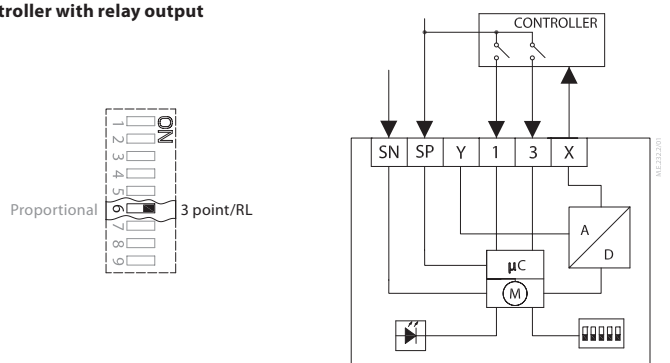 troller with relay output
CONTROLLER
SN SP Y 1 3 X
ON
1
2
3
4
5
Proportional 6 3 point/RL
7
8
9
A
D
µC
M